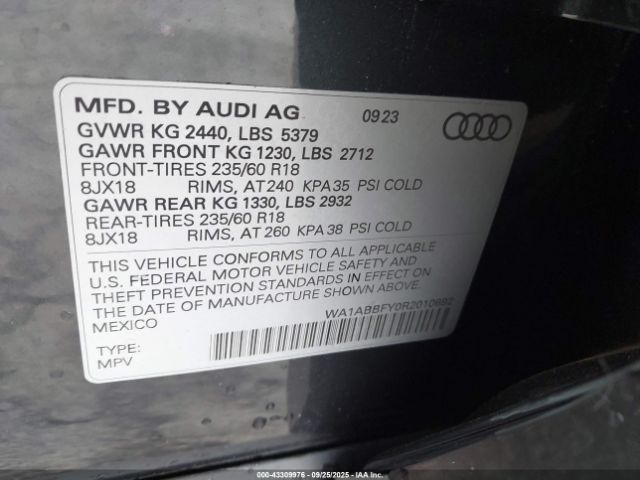 MFD. BY AUDI AG 09 23
GVWR KG 2440, LBS 5379
GAWR FRONT KG 1230, LBS 2712
FRONT-TIRES 235/60 R18
8JX18 RIMS, AT 240 KPA 35 PSI COLD
GAWR REAR KG 1330, LBS 2932
REAR-TIRES 235/60 R18
8JX18 RIMS, AT 260 KPA 38 PSI COLD
THIS VEHICLE CONFORMS TO ALL APPLICABLE
U.S. FEDERAL MOTOR VEHICLE SAFETY AND
THEFT PREVENTION STANDARDS IN EFFECT ON
THE DATE OF MANUFACTURE SHOWN ABOVE.
MEXICO
WA1ABBFY0R2010692
TYPE:
MPV
000-43309976 - 09/25/2025 - IAAI.COM